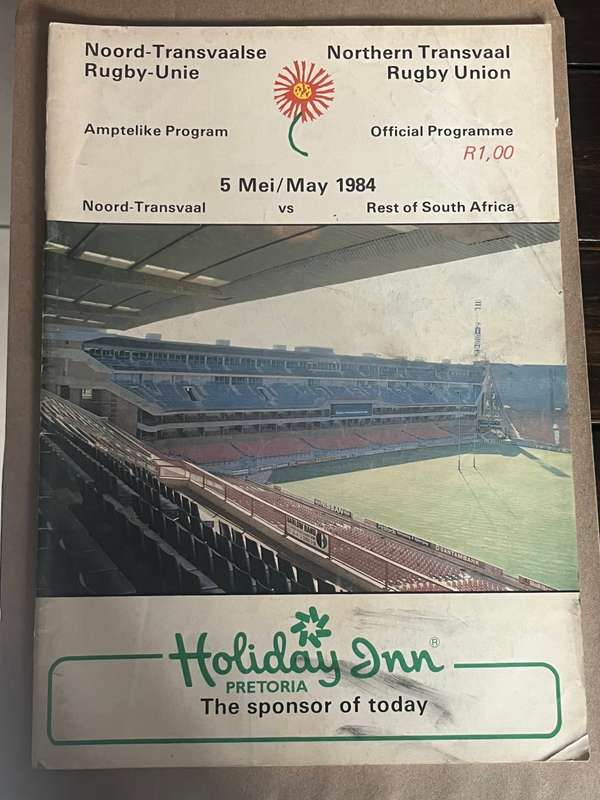 Noord-Transvaalse
Rugby-Unie
Northern Transvaal
Rugby Union
Amptelike Program
Official Programme
R1,00
5 Mei/May 1984
Noord-Transvaal vs Rest of South Africa
Holiday Inn®
PRETORIA
The sponsor of today